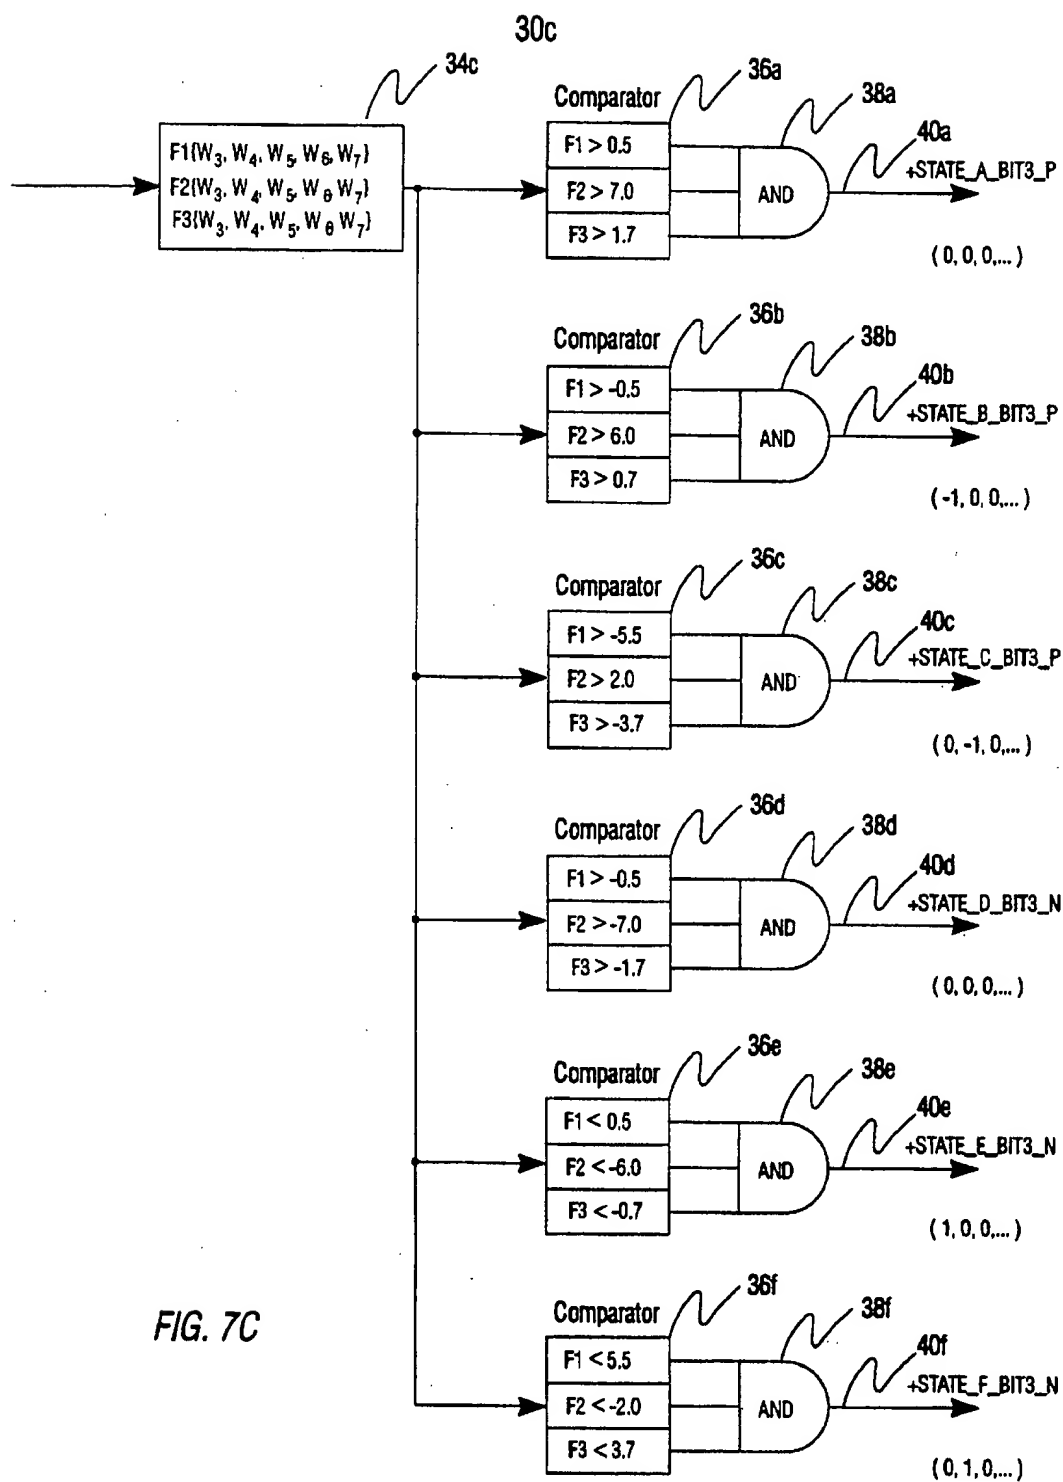 30c
34c
F1{W3, W4, W5, W6, W7}
F2{W3, W4, W5, W6 W7}
F3{W3, W4, W5, W6 W7}
Comparator
36a
F1 > 0.5
F2 > 7.0
F3 > 1.7
38a
AND
40a
+STATE_A_BIT3_P
( 0, 0, 0,... )
Comparator
36b
F1 > -0.5
F2 > 6.0
F3 > 0.7
38b
AND
40b
+STATE_B_BIT3_P
( -1, 0, 0,... )
Comparator
36c
F1 > -5.5
F2 > 2.0
F3 > -3.7
38c
AND
40c
+STATE_C_BIT3_P
( 0, -1, 0,... )
Comparator
36d
F1 > -0.5
F2 > -7.0
F3 > -1.7
38d
AND
40d
+STATE_D_BIT3_N
( 0, 0, 0,... )
Comparator
36e
F1 < 0.5
F2 < -6.0
F3 < -0.7
38e
AND
40e
+STATE_E_BIT3_N
( 1, 0, 0,... )
Comparator
36f
F1 < 5.5
F2 < -2.0
F3 < 3.7
38f
AND
40f
+STATE_F_BIT3_N
( 0, 1, 0,... )
FIG. 7C